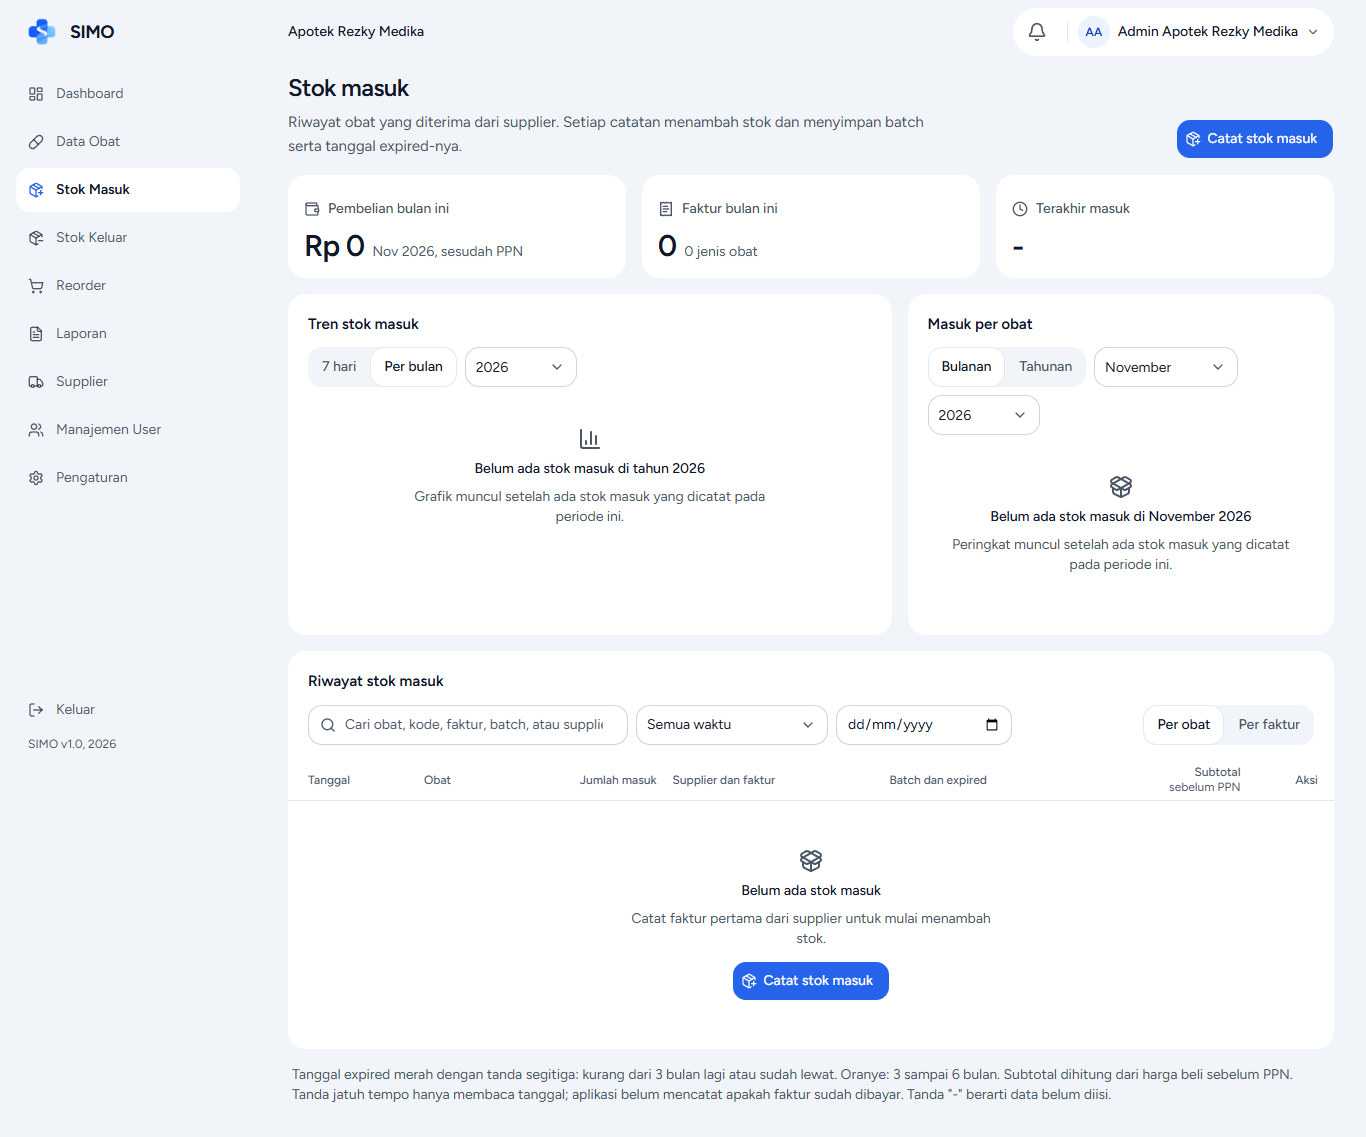 SIMO
Apotek Rezky Medika
AA
Admin Apotek Rezky Medika
Dashboard
Data Obat
Stok Masuk
Stok Keluar
Reorder
Laporan
Supplier
Manajemen User
Pengaturan
Keluar
SIMO v1.0, 2026
Stok masuk
Riwayat obat yang diterima dari supplier. Setiap catatan menambah stok dan menyimpan batch
serta tanggal expired-nya.
Catat stok masuk
Pembelian bulan ini
Rp 0 Nov 2026, sesudah PPN
Faktur bulan ini
0 0 jenis obat
Terakhir masuk
-
Tren stok masuk
7 hari Per bulan 2026
Belum ada stok masuk di tahun 2026
Grafik muncul setelah ada stok masuk yang dicatat pada
periode ini.
Masuk per obat
Bulanan Tahunan November
2026
Belum ada stok masuk di November 2026
Peringkat muncul setelah ada stok masuk yang dicatat
pada periode ini.
Riwayat stok masuk
Cari obat, kode, faktur, batch, atau supplie Semua waktu dd/mm/yyyy Per obat Per faktur
Tanggal Obat Jumlah masuk Supplier dan faktur Batch dan expired Subtotal
sebelum PPN Aksi
Belum ada stok masuk
Catat faktur pertama dari supplier untuk mulai menambah
stok.
Catat stok masuk
Tanggal expired merah dengan tanda segitiga: kurang dari 3 bulan lagi atau sudah lewat. Oranye: 3 sampai 6 bulan. Subtotal dihitung dari harga beli sebelum PPN.
Tanda jatuh tempo hanya membaca tanggal; aplikasi belum mencatat apakah faktur sudah dibayar. Tanda "-" berarti data belum diisi.